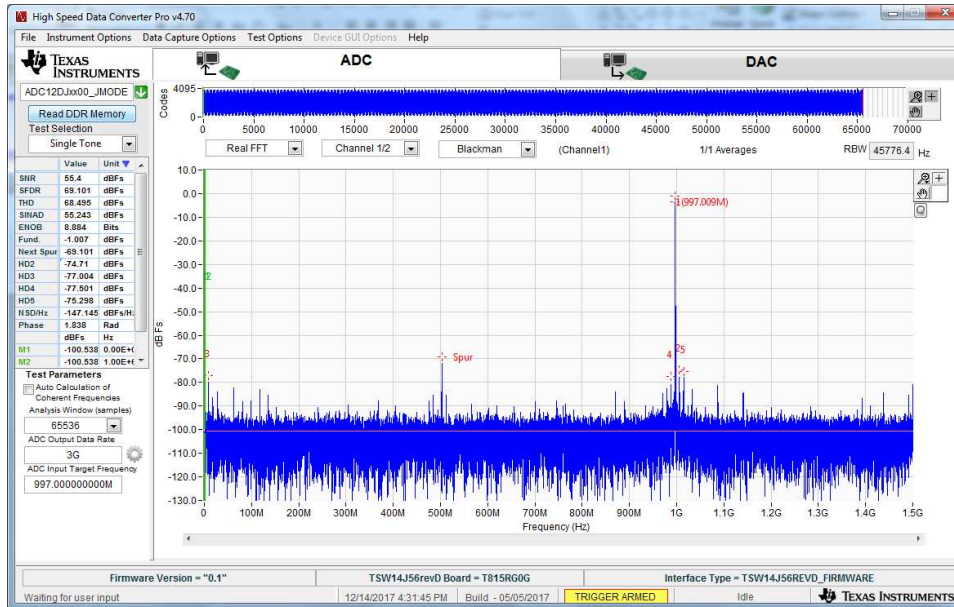 High Speed Data Converter Pro v4.70
File Instrument Options Data Capture Options Test Options Device GUI Options Help
TEXAS INSTRUMENTS
ADC
DAC
ADC12DJxx00_JMODE
Read DDR Memory
Test Selection
Single Tone
Value Unit
SNR 55.4 dBFs
SFDR 69.101 dBFs
THD 68.495 dBFs
SINAD 55.243 dBFs
ENOB 8.884 Bits
Fund. -1.007 dBFs
Next Spur -69.101 dBFs
HD2 -74.71 dBFs
HD3 -77.004 dBFs
HD4 -77.501 dBFs
HD5 -75.298 dBFs
NSD/Hz -147.145 dBFs/H
Phase 1.838 Rad
dBFs Hz
M1 -100.538 0.00E+0
M2 -100.538 1.00E+6
Test Parameters
Auto Calculation of
Coherent Frequencies
Analysis Window (samples)
65536
ADC Output Data Rate
3G
ADC Input Target Frequency
997.000000000M
Codes
4095
0
0 5000 10000 15000 20000 25000 30000 35000 40000 45000 50000 55000 60000 65000 70000
Real FFT Channel 1/2 Blackman (Channel1) 1/1 Averages RBW 45776.4 Hz
dBFs
10.0
0.0
-10.0
-20.0
-30.0
-40.0
-50.0
-60.0
-70.0
-80.0
-90.0
-100.0
-110.0
-120.0
-130.0
1(997.009M)
2
3
Spur
4
25
0 100M 200M 300M 400M 500M 600M 700M 800M 900M 1G 1.1G 1.2G 1.3G 1.4G 1.5G
Frequency (Hz)
Firmware Version = "0.1" TSW14J56revD Board = T815RG0G Interface Type = TSW14J56REVD_FIRMWARE
Waiting for user input 12/14/2017 4:31:45 PM Build - 05/05/2017 TRIGGER ARMED Idle TEXAS INSTRUMENTS